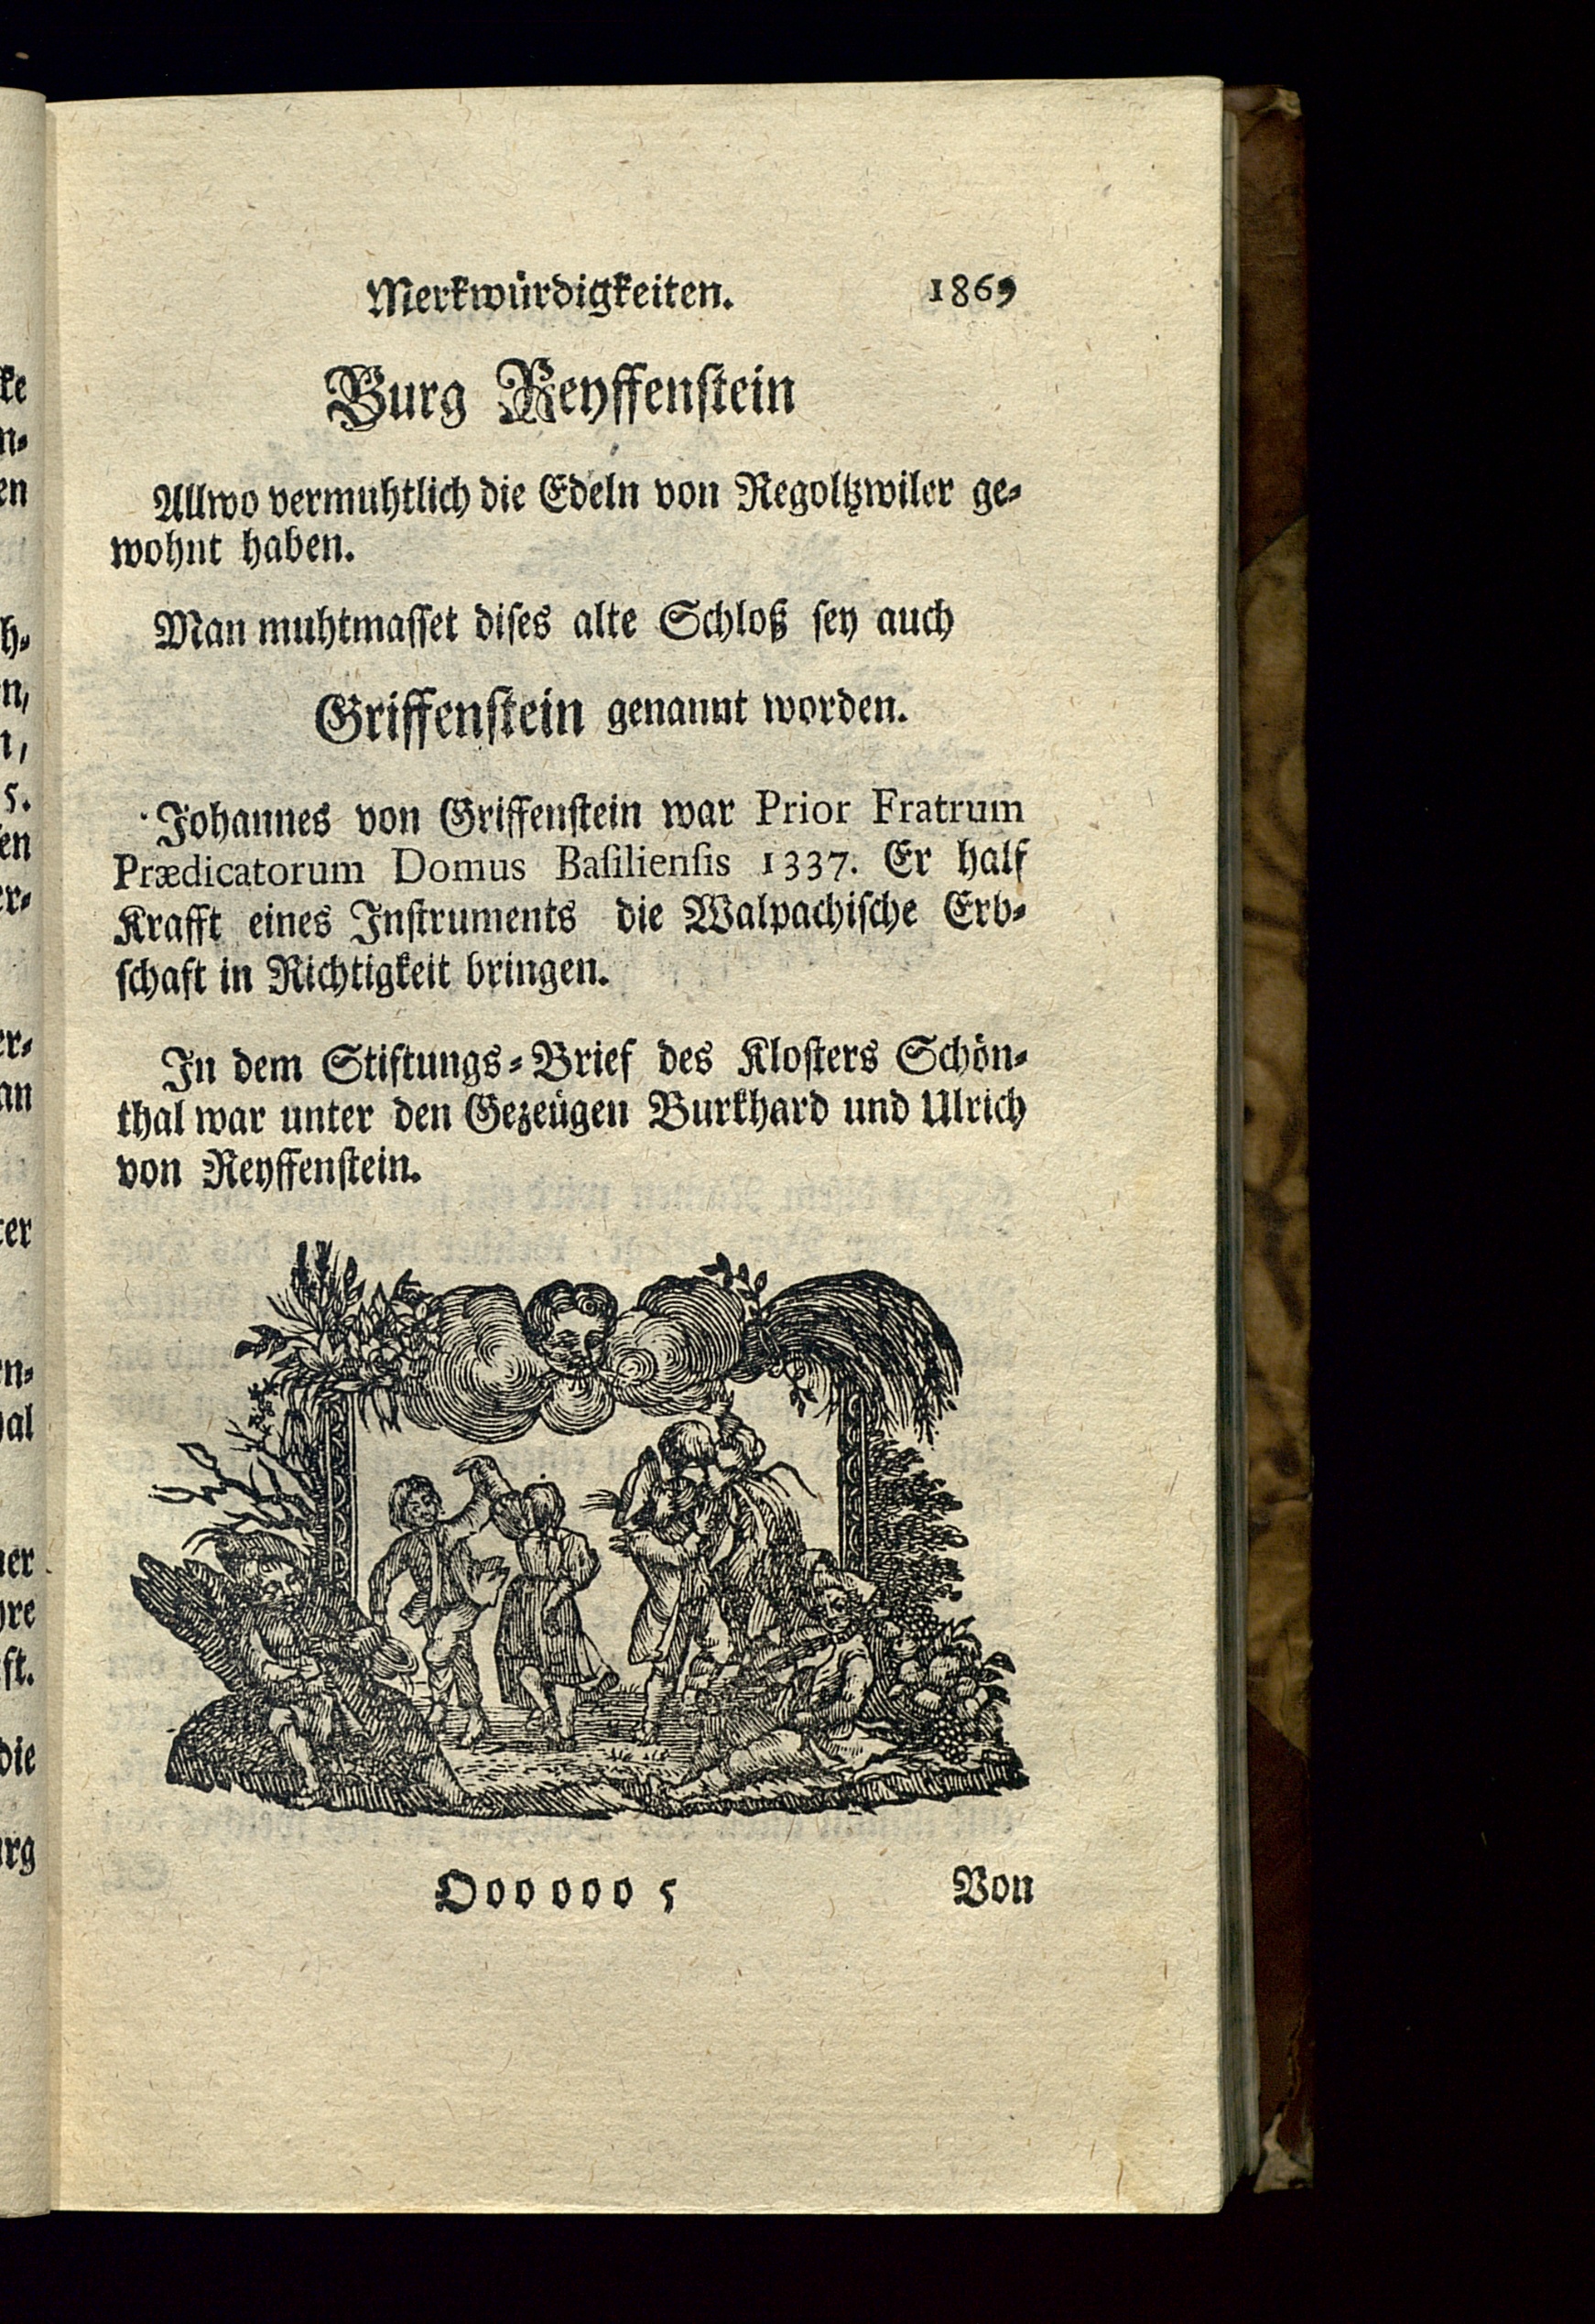 Merkwürdigkeiten. 1869
Burg Reyffenstein
Allwo vermuhtlich die Edeln von Regoltzwiler ge-
wohnt haben.
Man muhtmasset dises alte Schloß sey auch
Griffenstein genannt worden.
Johannes von Griffenstein war Prior Fratrum
Prædicatorum Domus Basiliensis 1337. Er half
Krafft eines Instruments die Walpachische Erb-
schaft in Richtigkeit bringen.
In dem Stiftungs-Brief des Klosters Schön-
thal war unter den Gezeügen Burkhard und Ulrich
von Reyffenstein.
Oooooo 5 Von